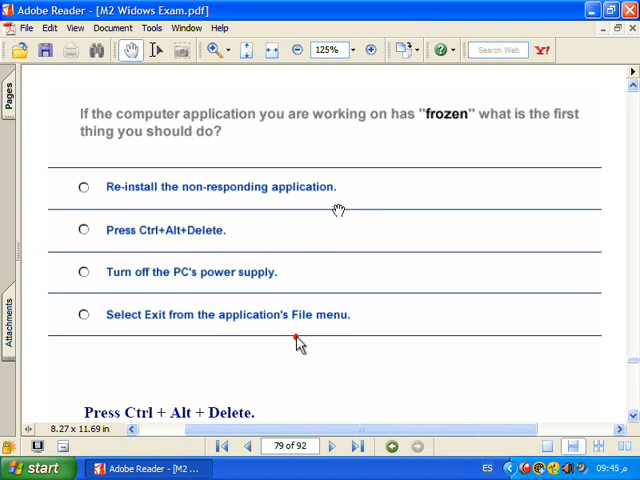 Adobe Reader - [M2 Widows Exam.pdf]
File Edit View Document Tools Window Help
125%
Search Web
Y!
Pages
If the computer application you are working on has "frozen" what is the first
thing you should do?
Re-install the non-responding application.
Press Ctrl+Alt+Delete.
Turn off the PC's power supply.
Select Exit from the application's File menu.
Attachments
Press Ctrl + Alt + Delete.
8.27 x 11.69 in
79 of 92
start
Adobe Reader - [M2 ...
ES
09:45 م